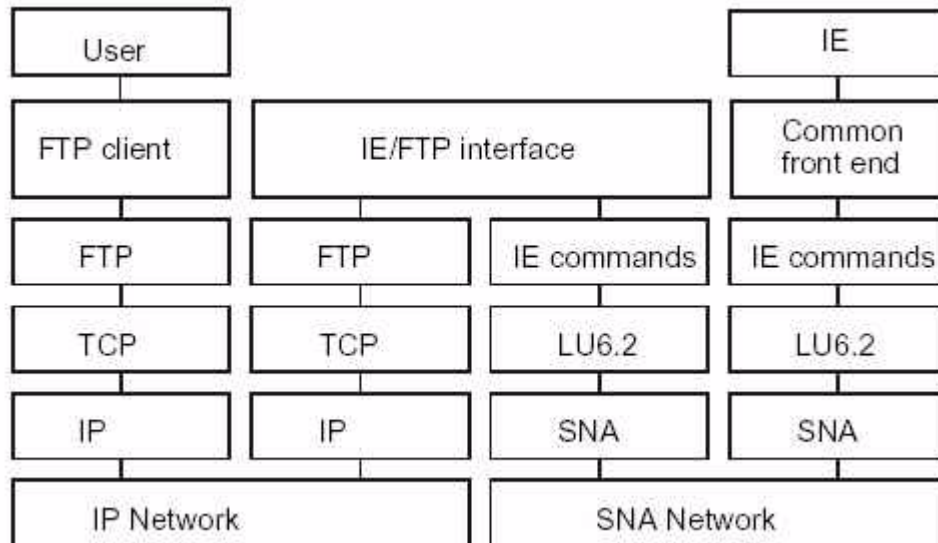 User
IE
FTP client
IE/FTP interface
Common
front end
FTP
FTP
IE commands
IE commands
TCP
TCP
LU6.2
LU6.2
IP
IP
SNA
SNA
IP Network
SNA Network